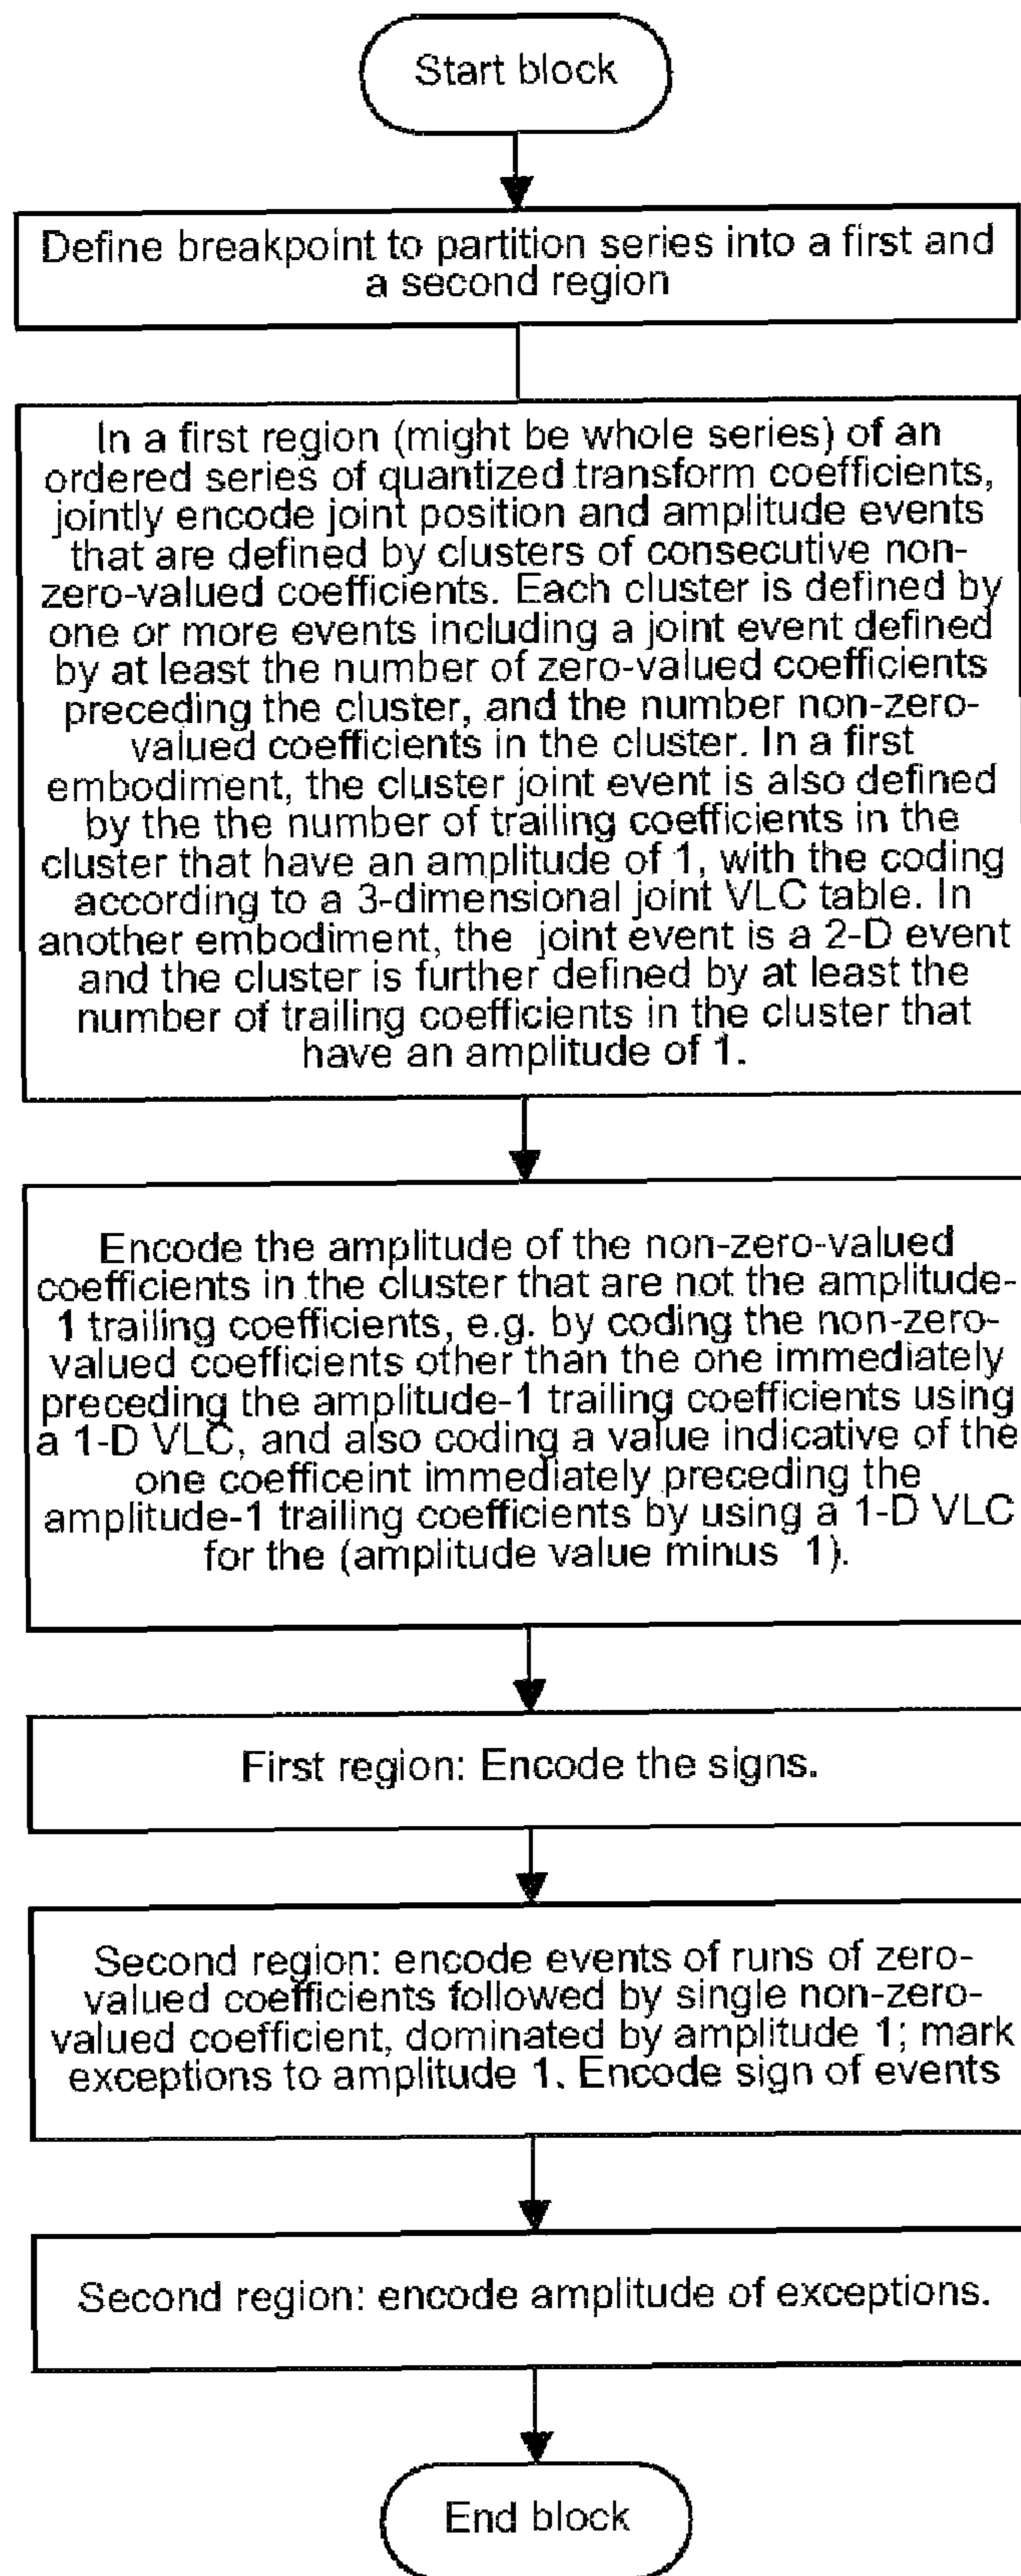 Start block
Define breakpoint to partition series into a first and
a second region
In a first region (might be whole series) of an
ordered series of quantized transform coefficients,
jointly encode joint position and amplitude events
that are defined by clusters of consecutive non-
zero-valued coefficients. Each cluster is defined by
one or more events including a joint event defined
by at least the number of zero-valued coefficients
preceding the cluster, and the number non-zero-
valued coefficients in the cluster. In a first
embodiment, the cluster joint event is also defined
by the the number of trailing coefficients in the
cluster that have an amplitude of 1, with the coding
according to a 3-dimensional joint VLC table. In
another embodiment, the joint event is a 2-D event
and the cluster is further defined by at least the
number of trailing coefficients in the cluster that
have an amplitude of 1.
Encode the amplitude of the non-zero-valued
coefficients in the cluster that are not the amplitude-
1 trailing coefficients, e.g. by coding the non-zero-
valued coefficients other than the one immediately
preceding the amplitude-1 trailing coefficients using
a 1-D VLC, and also coding a value indicative of the
one coefficeint immediately preceding the
amplitude-1 trailing coefficients by using a 1-D VLC
for the (amplitude value minus 1).
First region: Encode the signs.
Second region: encode events of runs of zero-
valued coefficients followed by single non-zero-
valued coefficient, dominated by amplitude 1; mark
exceptions to amplitude 1. Encode sign of events
Second region: encode amplitude of exceptions.
End block